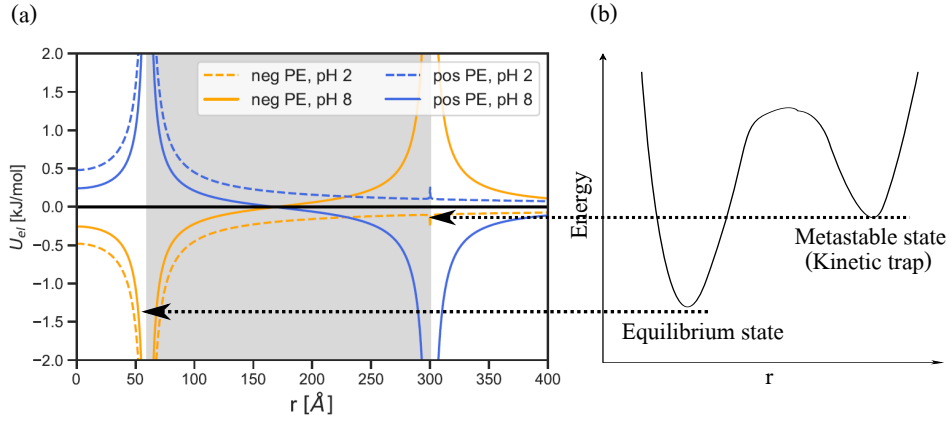 (a)
2.0
1.5
1.0
0.5
0.0
−0.5
−1.0
−1.5
−2.0
U_el [kJ/mol]
neg PE, pH 2
neg PE, pH 8
pos PE, pH 2
pos PE, pH 8
0 50 100 150 200 250 300 350 400
r [Å]
(b)
Energy
Metastable state
(Kinetic trap)
Equilibrium state
r